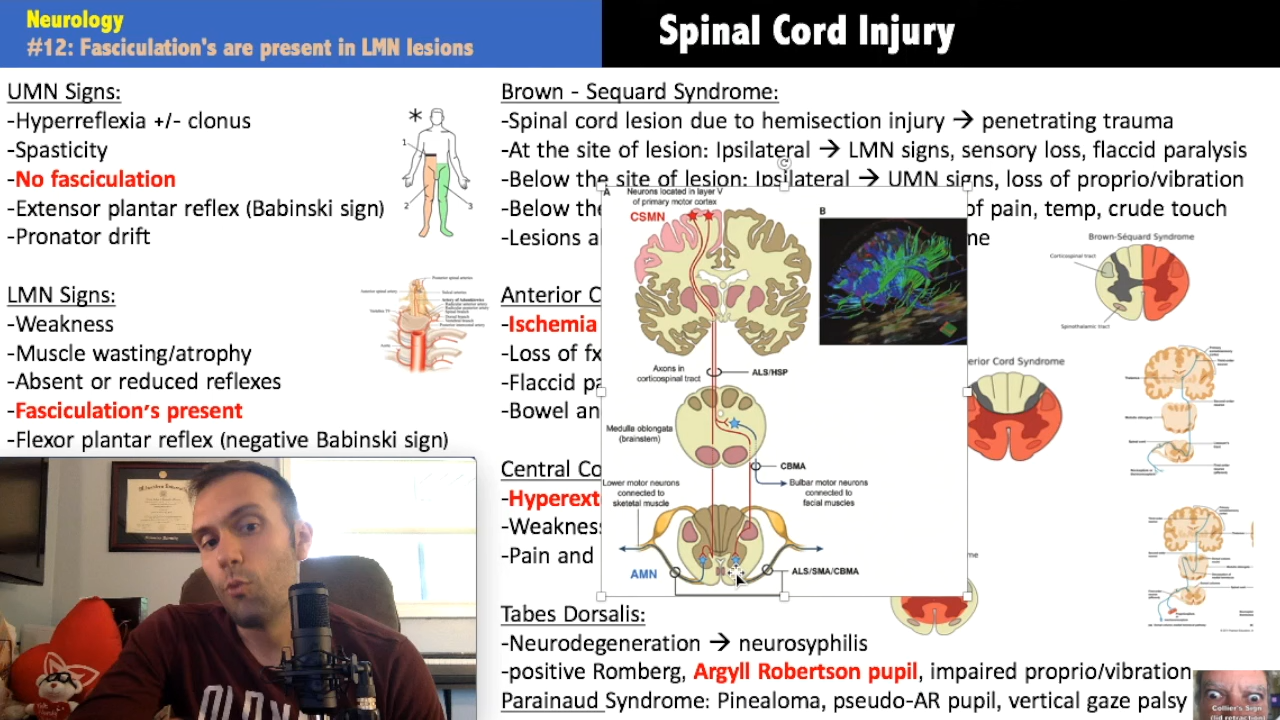 Neurology
#12: Fasciculation's are present in LMN lesions
Spinal Cord Injury
UMN Signs:
-Hyperreflexia +/- clonus
-Spasticity
-No fasciculation
-Extensor plantar reflex (Babinski sign)
-Pronator drift
*
1
2
3
LMN Signs:
-Weakness
-Muscle wasting/atrophy
-Absent or reduced reflexes
-Fasciculation's present
-Flexor plantar reflex (negative Babinski sign)
Brown - Sequard Syndrome:
-Spinal cord lesion due to hemisection injury → penetrating trauma
-At the site of lesion: Ipsilateral → LMN signs, sensory loss, flaccid paralysis
-Below the site of lesion: Ipsilateral → UMN signs, loss of proprio/vibration
-Below the of pain, temp, crude touch
-Lesions
Anterior
-Ischemia
-Loss of
-Flaccid
-Bowel
Central
-Weakness
-Pain and
Tabes Dorsalis:
-Neurodegeneration → neurosyphilis
-positive Romberg, Argyll Robertson pupil, impaired proprio/vibration
Parainaud Syndrome: Pinealoma, pseudo-AR pupil, vertical gaze palsy
A
Neurons located in layer V
of primary motor cortex
CSMN
B
Axons in
corticospinal tract
ALS/HSP
Medulla oblongata
(brainstem)
CBMA
Lower motor neurons
connected to
skeletal muscle
Bulbar motor neurons
connected to
facial muscles
AMN
ALS/SMA/CBMA
Brown-Séquard Syndrome
Corticospinal tract
Spinothalamic tract
Cord Syndrome
Collier's Sign
(lid retraction)